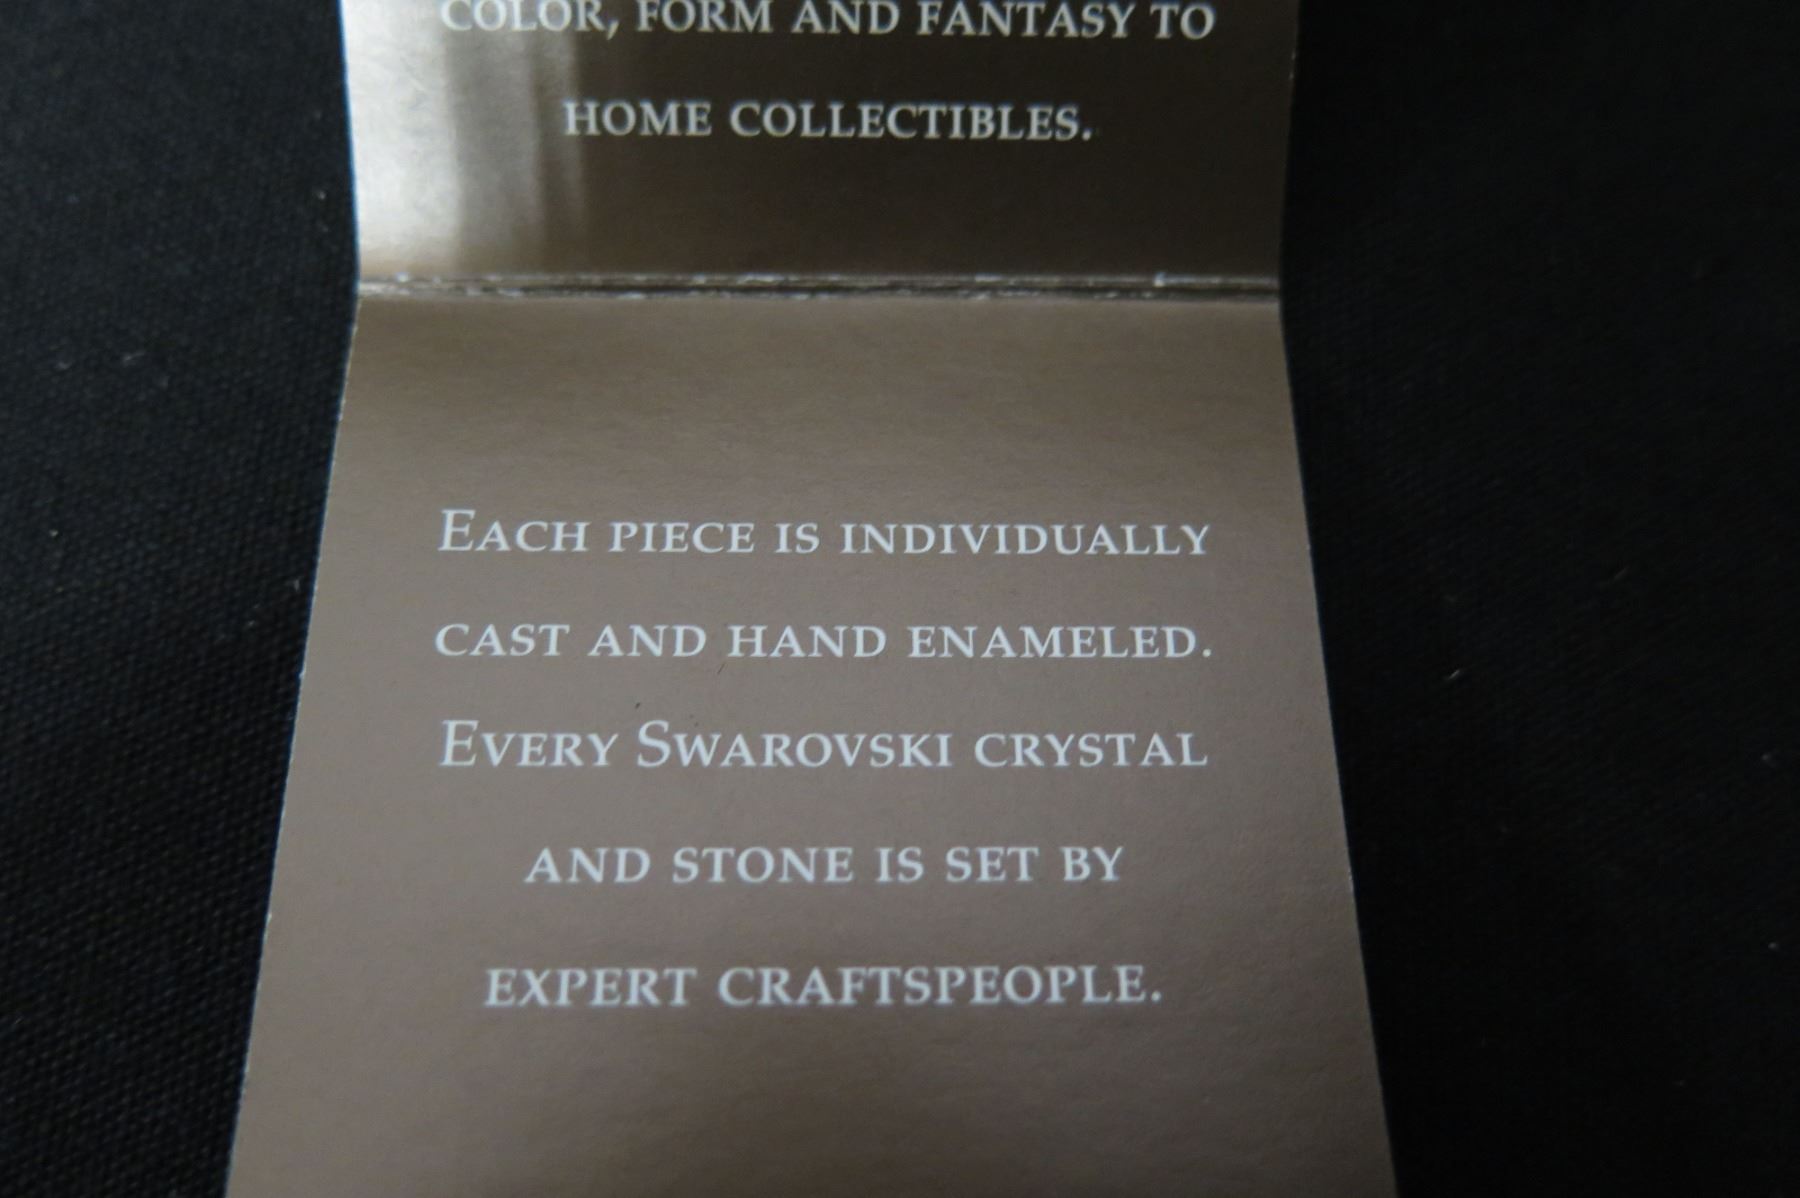 COLOR, FORM AND FANTASY TO
HOME COLLECTIBLES.
EACH PIECE IS INDIVIDUALLY
CAST AND HAND ENAMELED.
EVERY SWAROVSKI CRYSTAL
AND STONE IS SET BY
EXPERT CRAFTSPEOPLE.